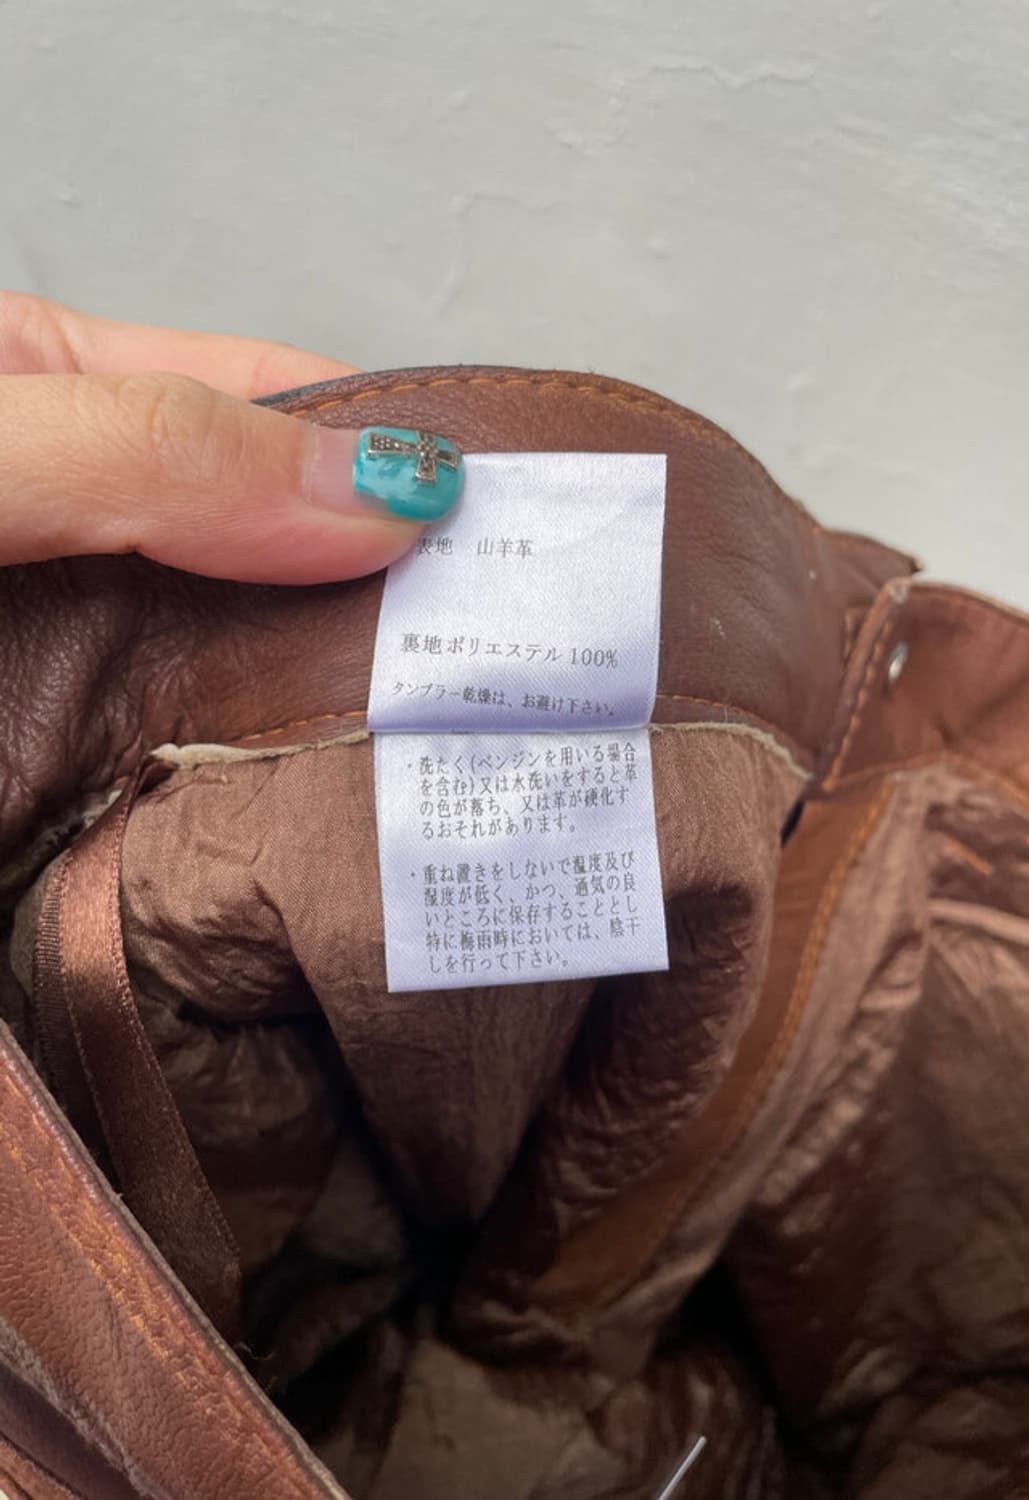 表地 山羊革
裏地ポリエステル100%
タンブラー乾燥は、お避け下さい。
・洗たく(ベンジンを用いる場合
を含む)又は水洗いをすると革
の色が落ち、又は革が硬化す
るおそれがあります。
・重ね置きをしないで温度及び
湿度が低く、かつ、通気の良
いところに保存することとし
特に梅雨時においては、陰干
しを行って下さい。